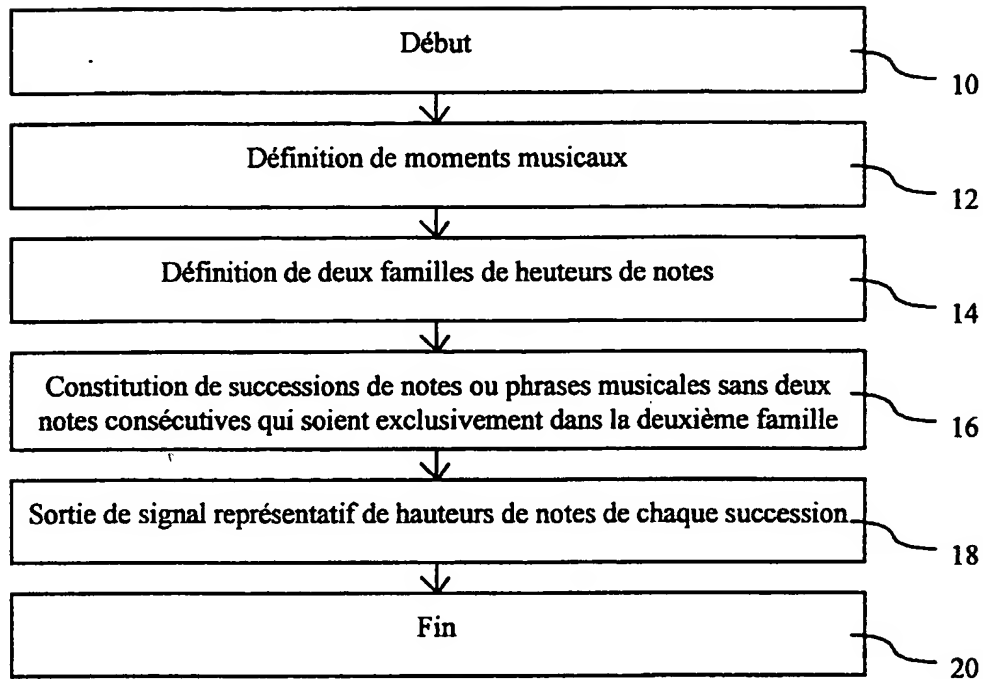 Début
10
Définition de moments musicaux
12
Définition de deux familles de heuteurs de notes
14
Constitution de successions de notes ou phrases musicales sans deux
notes consécutives qui soient exclusivement dans la deuxième famille
16
Sortie de signal représentatif de hauteurs de notes de chaque succession
18
Fin
20